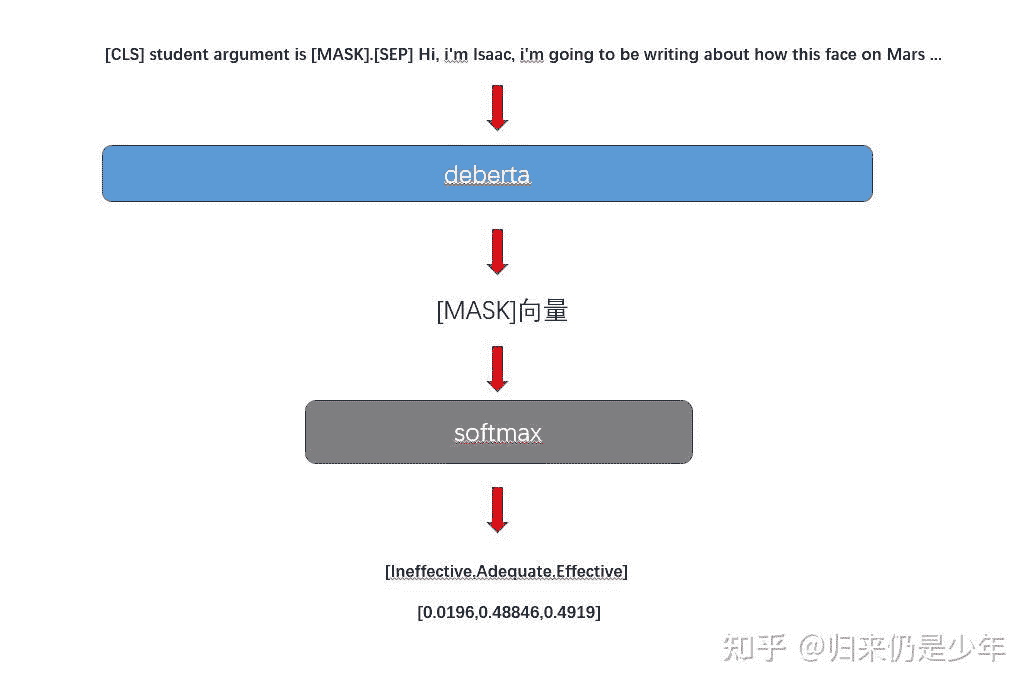 [CLS] student argument is [MASK].[SEP] Hi, i'm Isaac, i'm going to be writing about how this face on Mars ...
deberta
[MASK]向量
softmax
[Ineffective.Adequate.Effective]
[0.0196,0.48846,0.4919]
知乎 @归来仍是少年